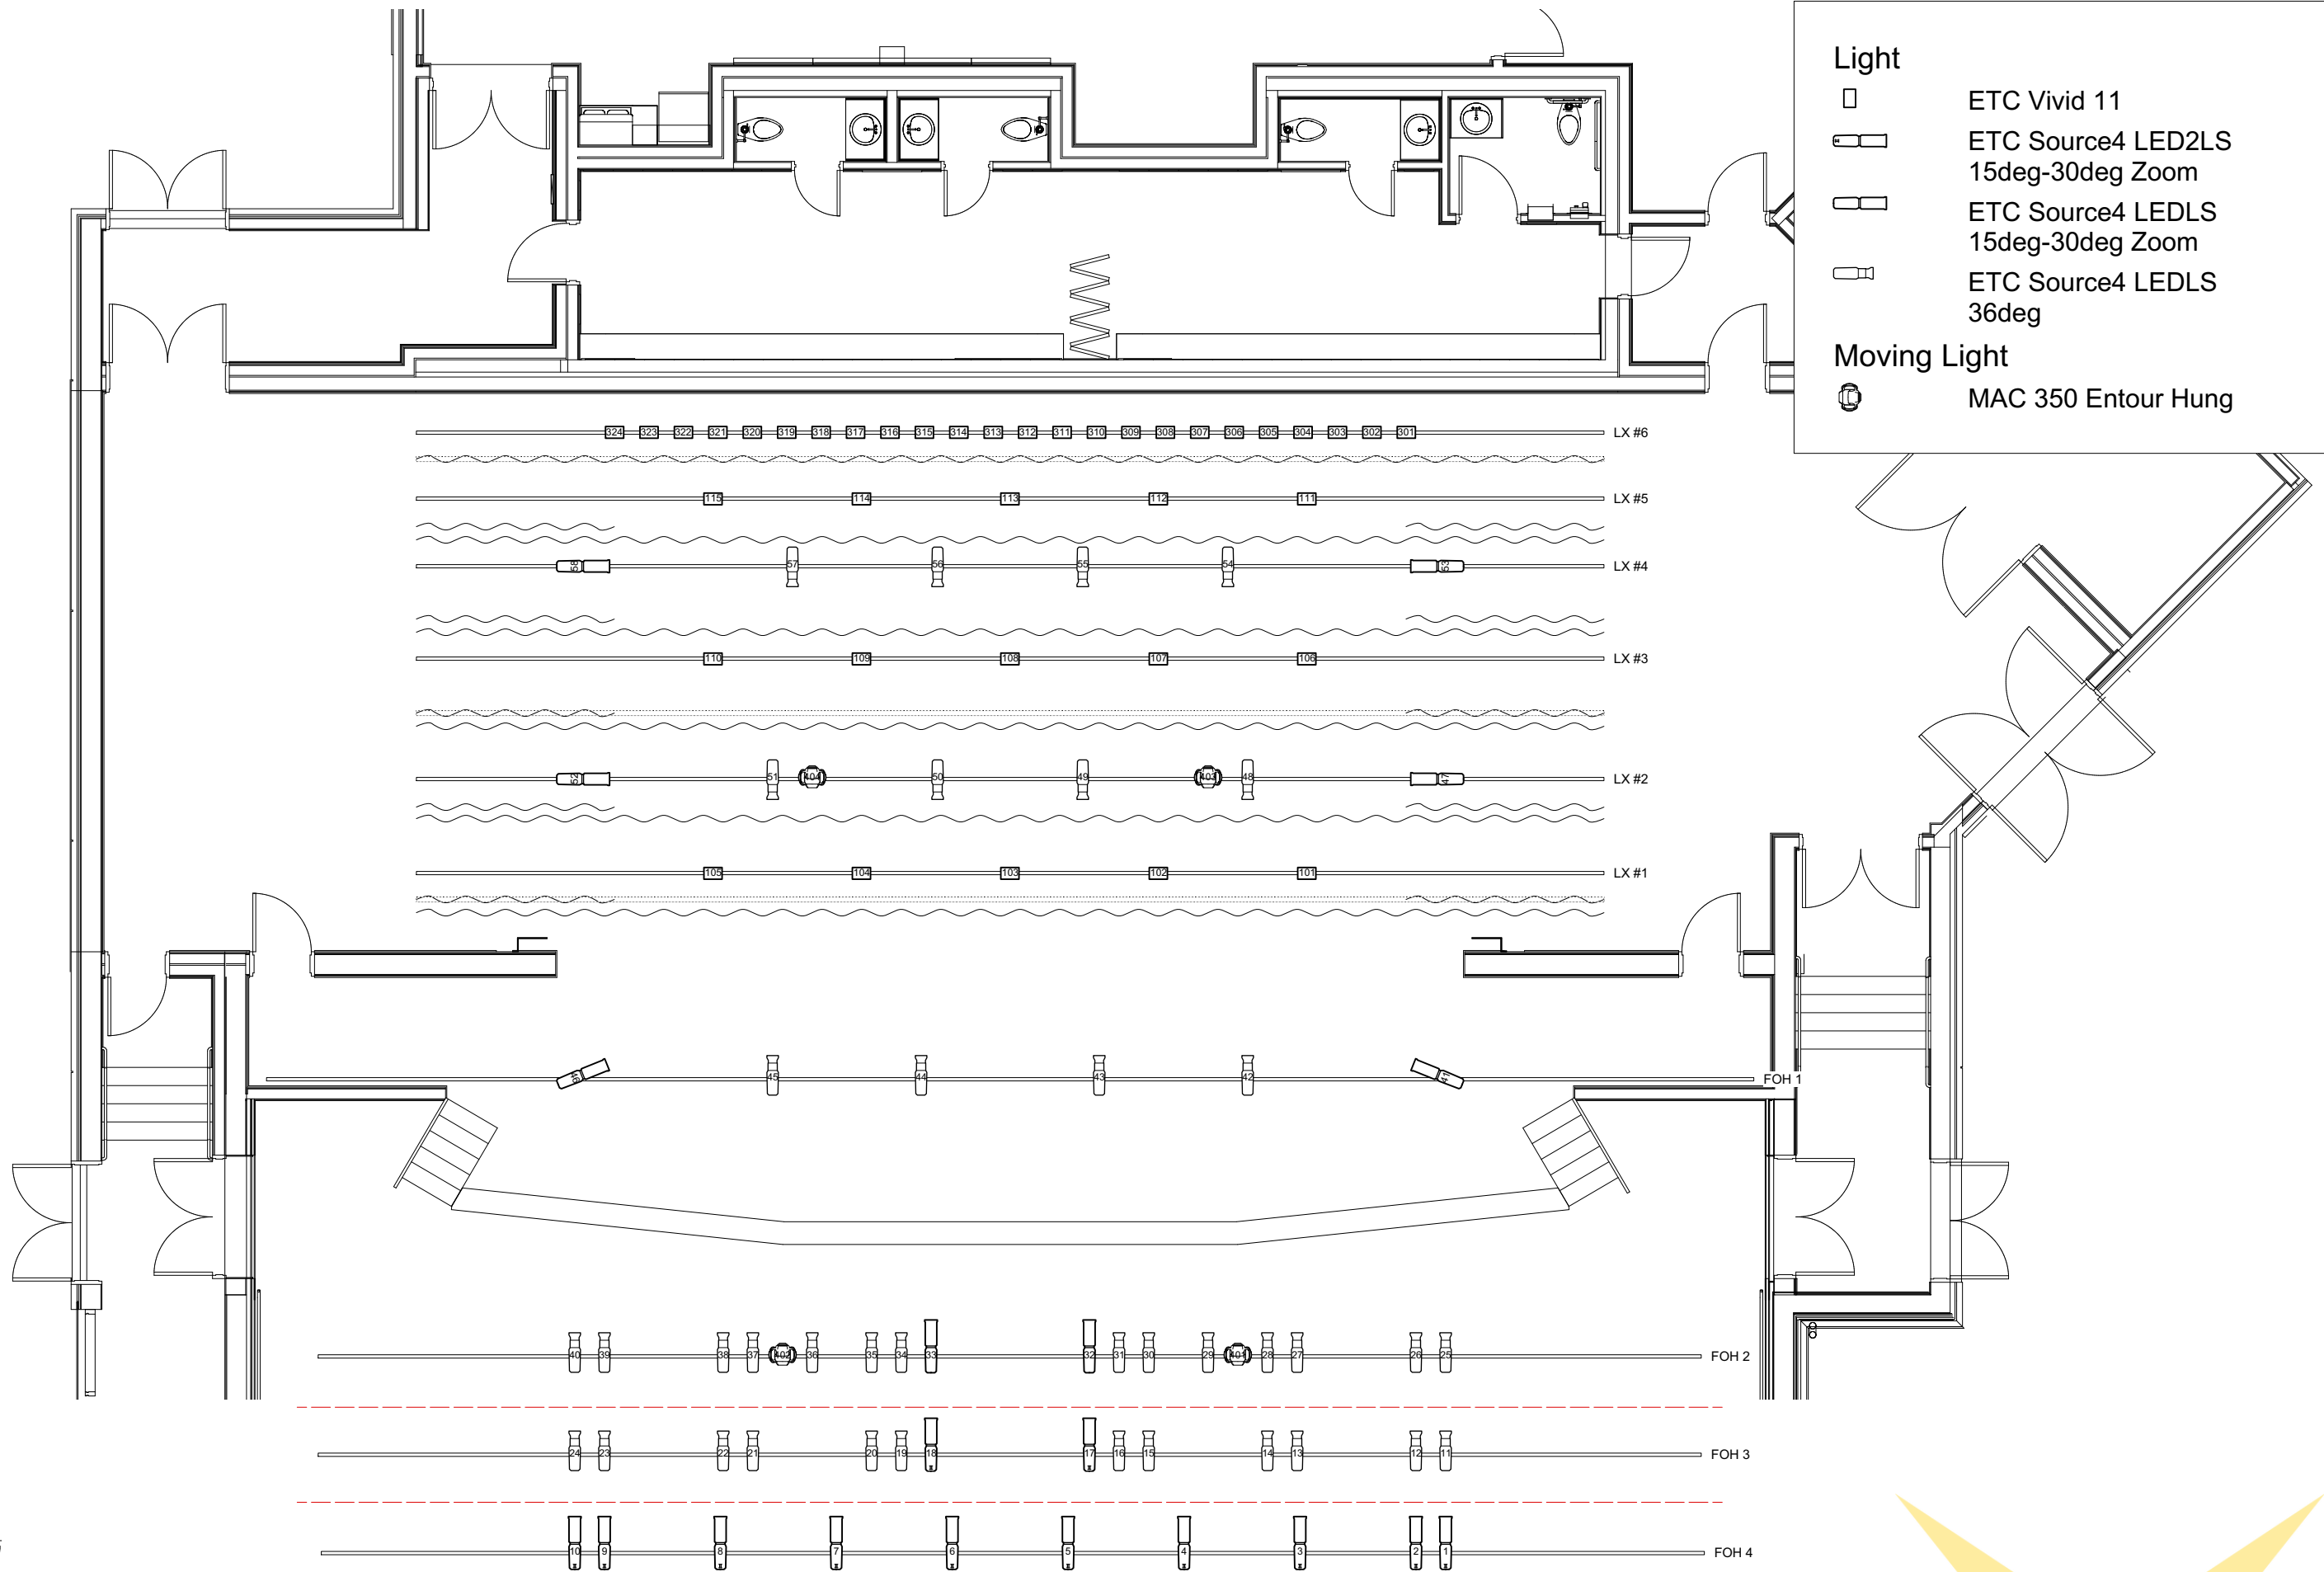 Light
ETC Vivid 11
ETC Source4 LED2LS
15deg-30deg Zoom
ETC Source4 LEDLS
15deg-30deg Zoom
ETC Source4 LEDLS
36deg
Moving Light
MAC 350 Entour Hung
324 323 322 321 320 319 318 317 316 315 314 313 312 311 310 309 308 307 306 305 304 303 302 301 LX #6
115 114 113 112 111 LX #5
58 57 56 55 54 53 LX #4
110 109 108 107 106 LX #3
52 51 404 50 49 403 48 47 LX #2
105 104 103 102 101 LX #1
46 45 44 43 42 41 FOH 1
40 39 38 37 402 36 35 34 33 32 31 30 29 401 28 27 26 25 FOH 2
24 23 22 21 20 19 18 17 16 15 14 13 12 11 FOH 3
10 9 8 7 6 5 4 3 2 1 FOH 4